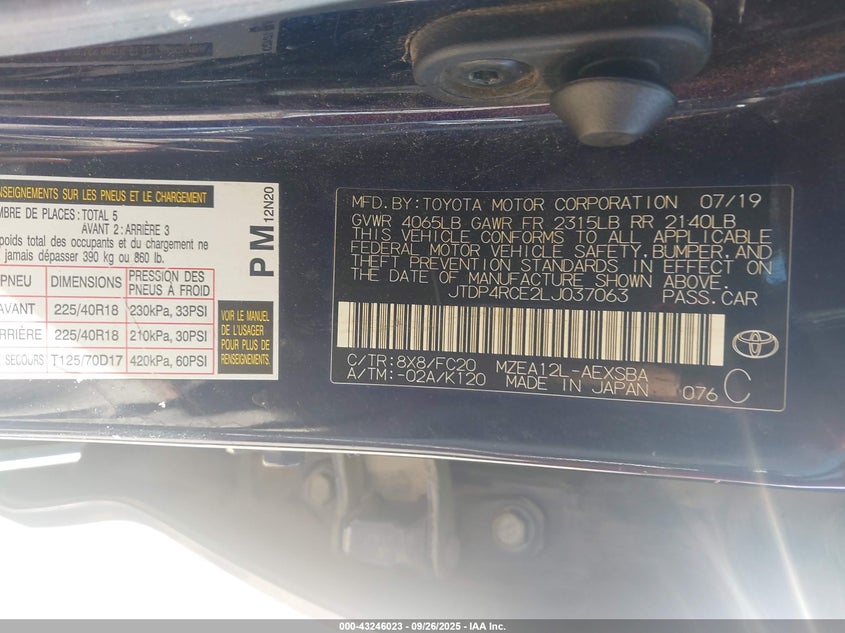 NSEIGNEMENTS SUR LES PNEUS ET LE CHARGEMENT
MBRE DE PLACES: TOTAL 5
AVANT 2: ARRIÈRE 3
poids total des occupants et du chargement ne
jamais dépasser 390 kg ou 860 lb.
PNEU DIMENSIONS PRESSION DES PNEUS À FROID
AVANT 225/40R18 230kPa, 33PSI
RRIÈRE 225/40R18 210kPa, 30PSI
SECOURS T125/70D17 420kPa, 60PSI
VOIR LE MANUEL
DE L'USAGER
POUR PLUS DE
RENSEIGNEMENTS.
PM 12N20
MFD.BY:TOYOTA MOTOR CORPORATION 07/19
GVWR 4065LB GAWR FR 2315LB RR 2140LB
THIS VEHICLE CONFORMS TO ALL APPLICABLE
FEDERAL MOTOR VEHICLE SAFETY,BUMPER,AND
THEFT PREVENTION STANDARDS IN EFFECT ON
THE DATE OF MANUFACTURE SHOWN ABOVE.
JTDP4RCE2LJ037063 PASS.CAR
C/TR:8X8/FC20 MZEA12L-AEXSBA
A/TM:-02A/K120 MADE IN JAPAN 076 C
000-43246023 - 09/26/2025 - IAA Inc.